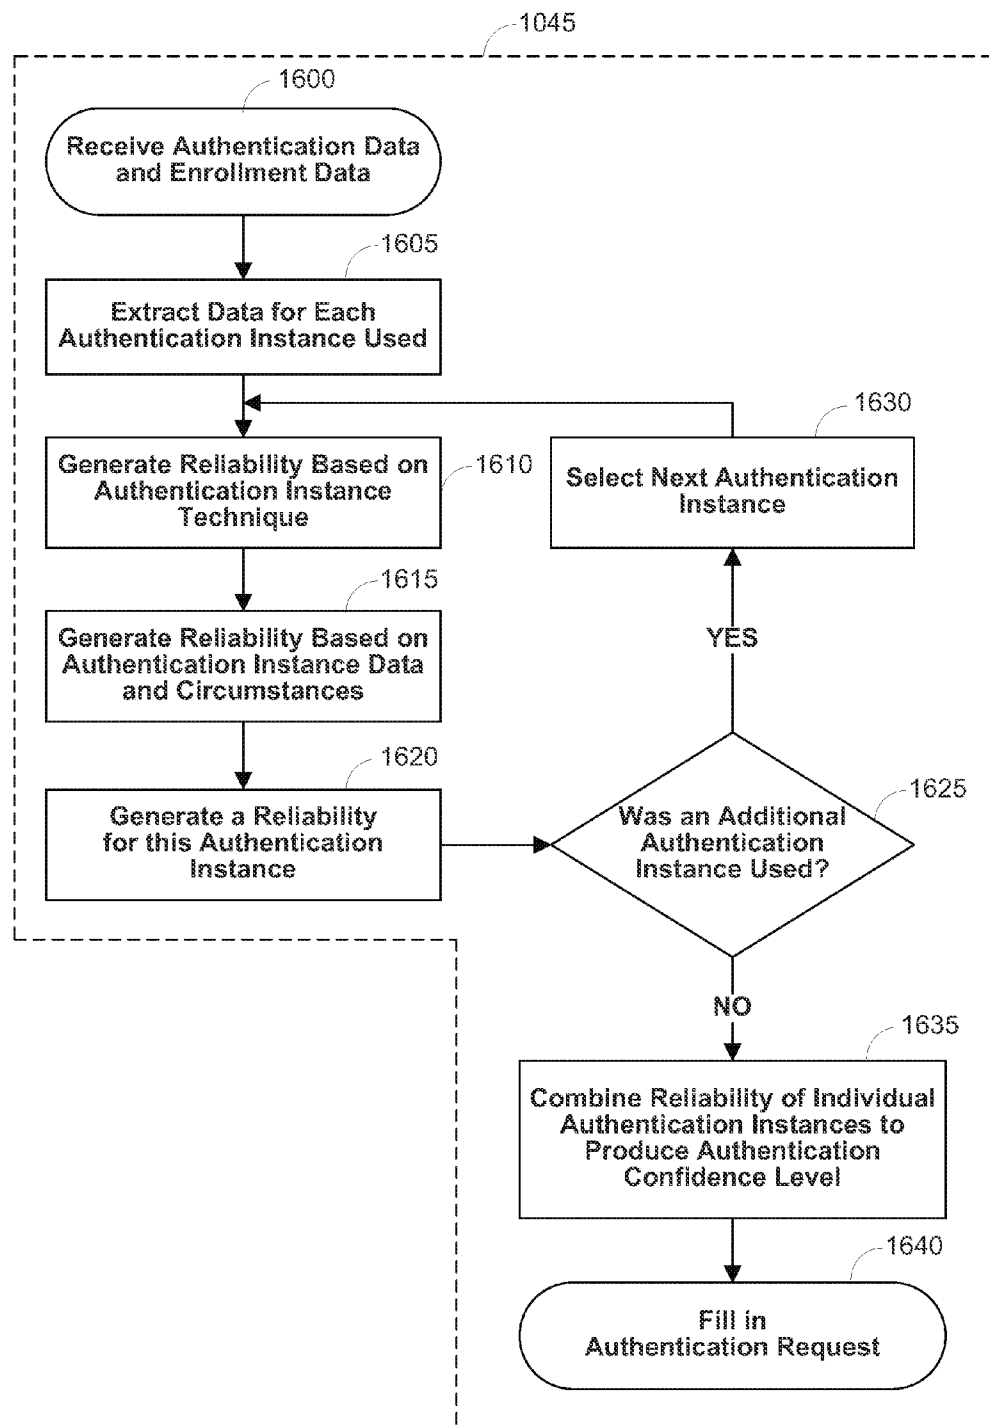 1045
1600
Receive Authentication Data
and Enrollment Data
1605
Extract Data for Each
Authentication Instance Used
1630
Generate Reliability Based on
Authentication Instance
Technique
1610
Select Next Authentication
Instance
1615
Generate Reliability Based on
Authentication Instance Data
and Circumstances
YES
1620
Generate a Reliability
for this Authentication
Instance
1625
Was an Additional
Authentication
Instance Used?
NO
1635
Combine Reliability of Individual
Authentication Instances to
Produce Authentication
Confidence Level
1640
Fill in
Authentication Request